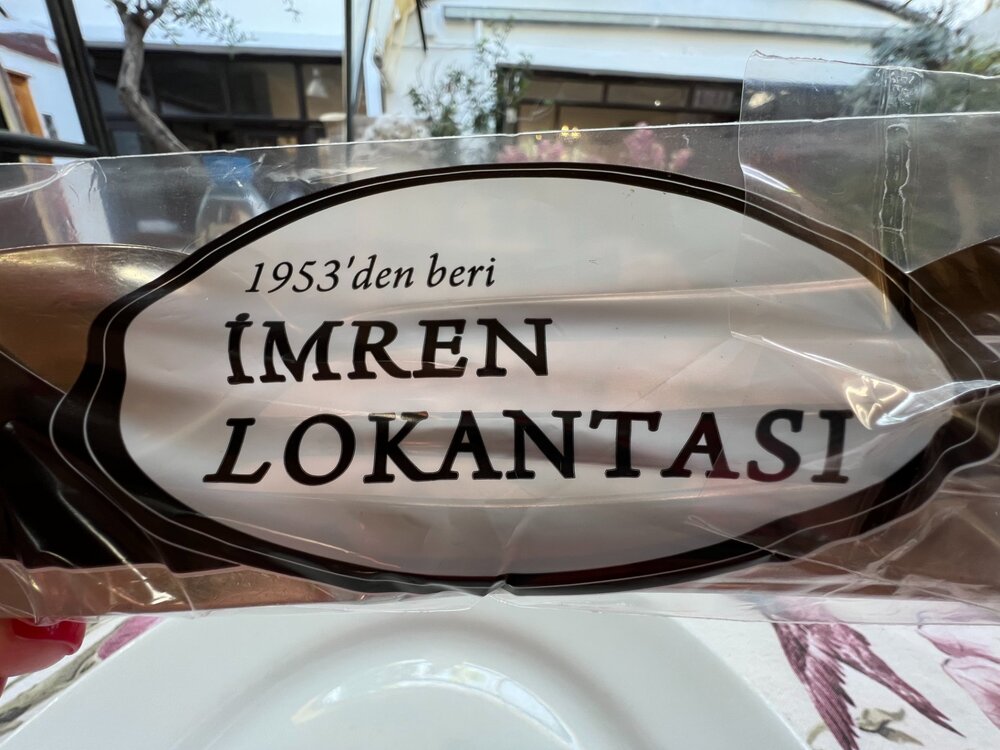 1953'den beri
İMREN
LOKANTASI